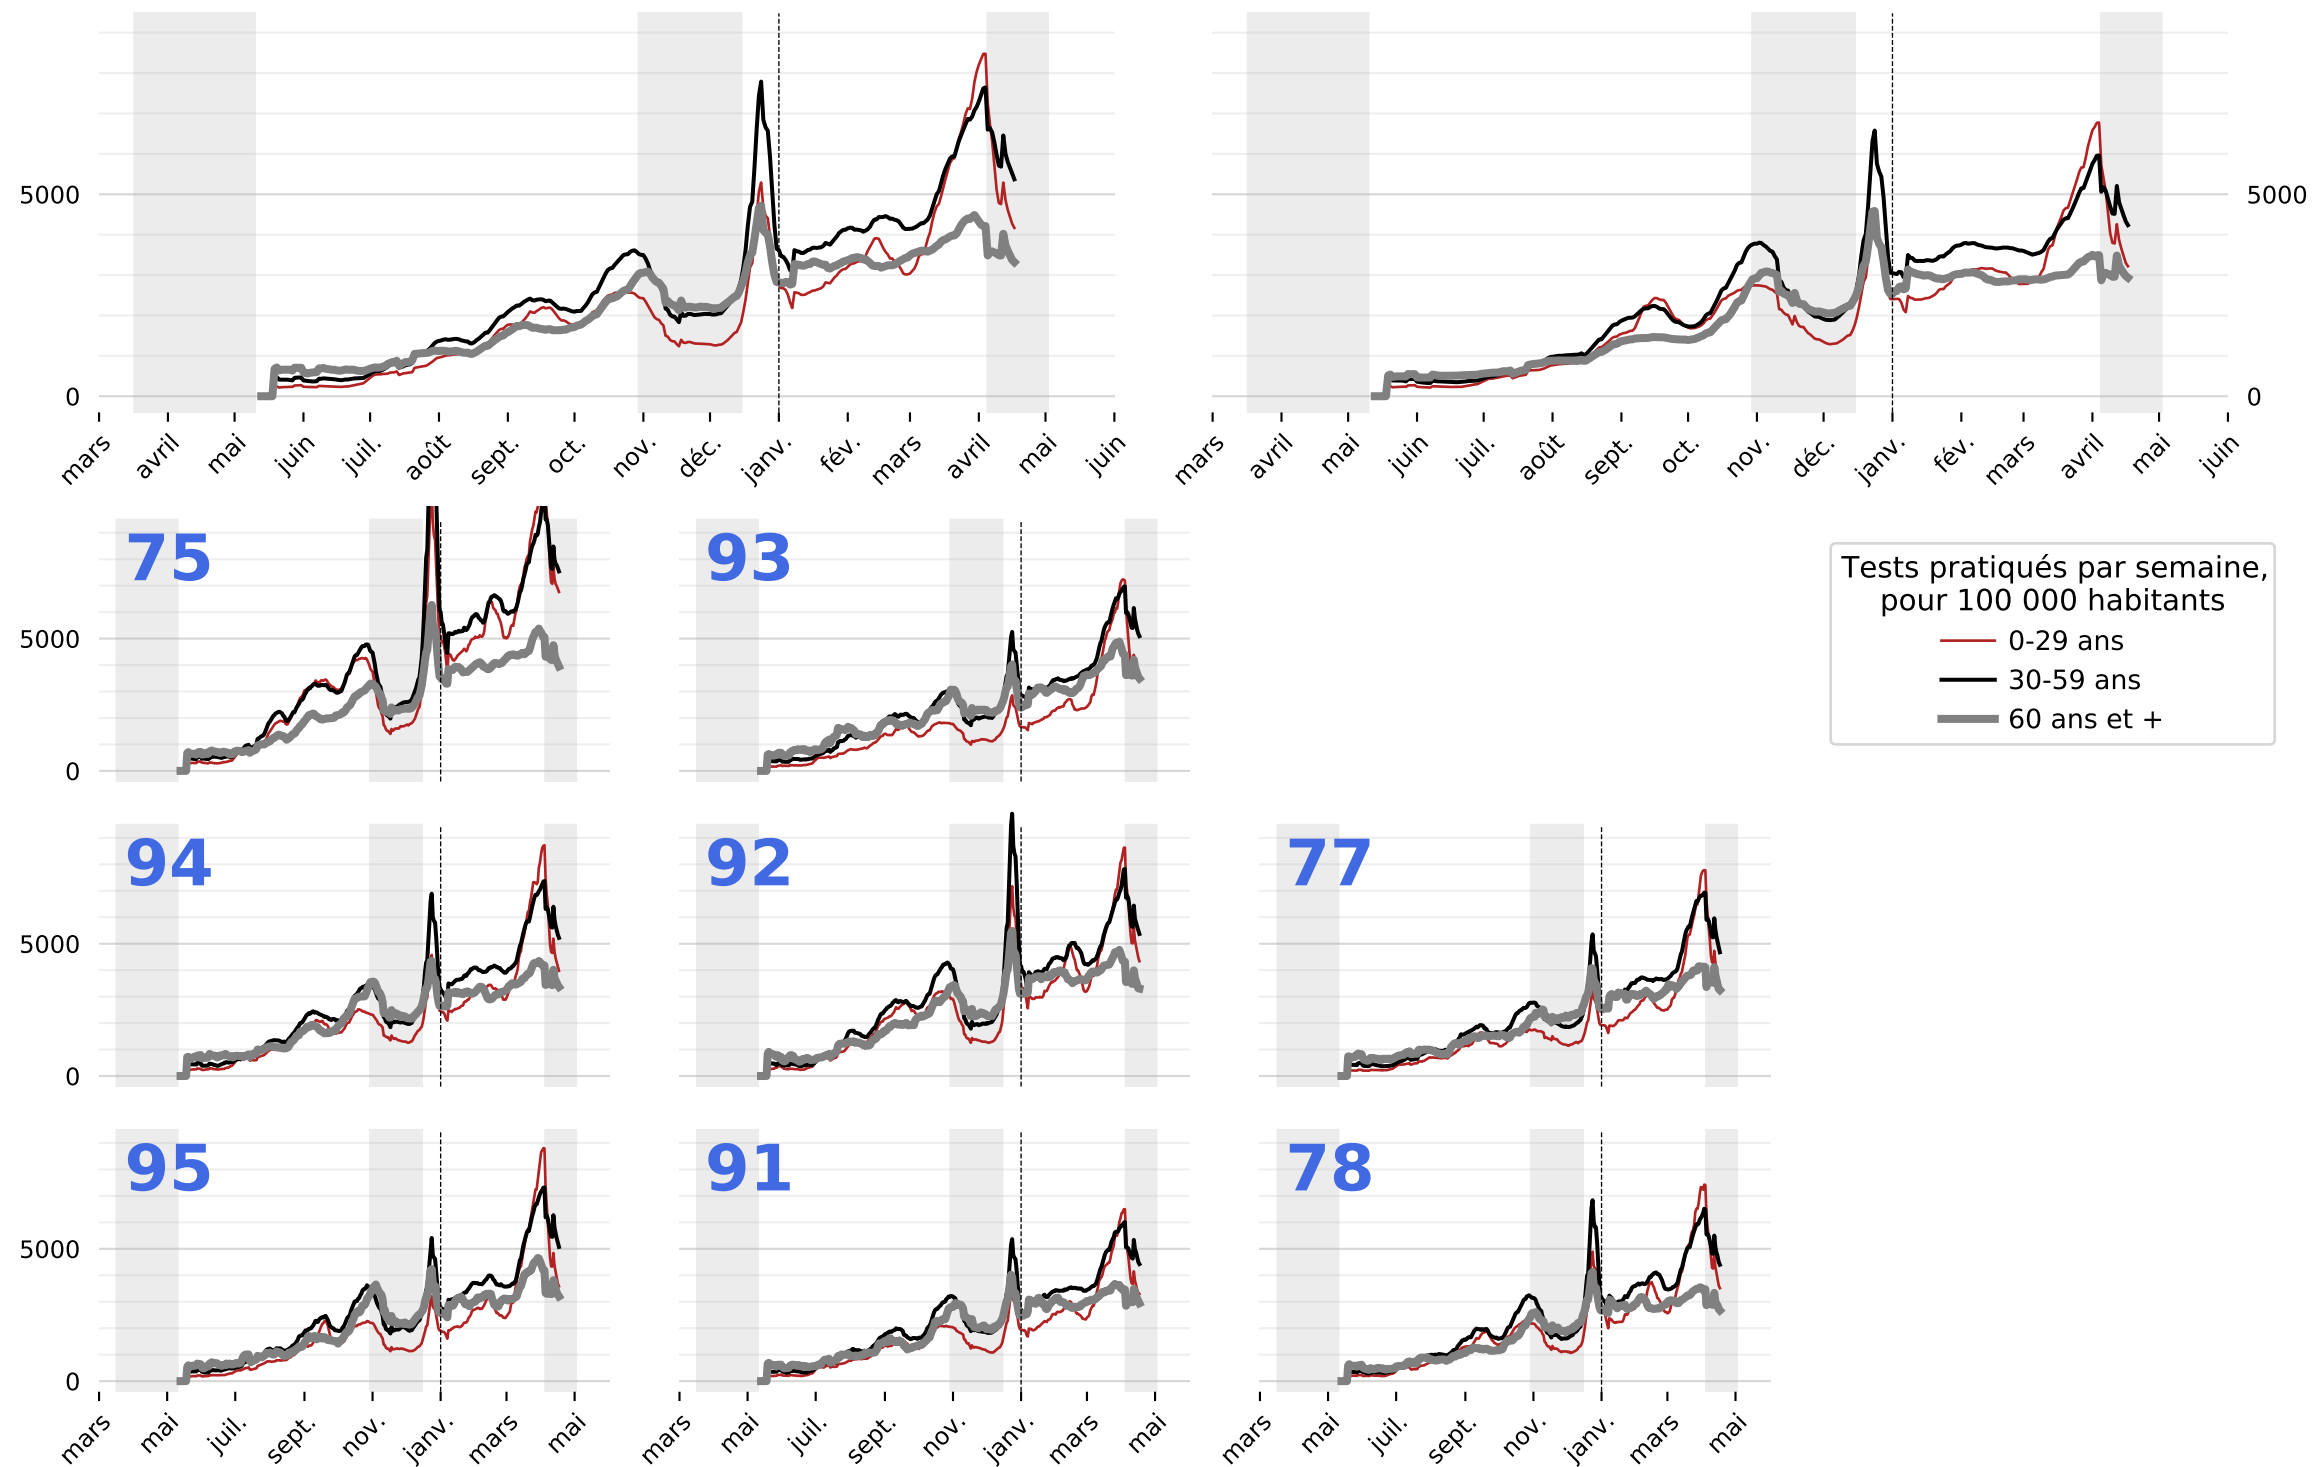 5000
0
mars avril mai juin juil. août sept. oct. nov. déc. janv. fév. mars avril mai juin
5000
0
mars avril mai juin juil. août sept. oct. nov. déc. janv. fév. mars avril mai juin
75
5000
0
93
Tests pratiqués par semaine,
pour 100 000 habitants
0-29 ans
30-59 ans
60 ans et +
94
5000
0
92
77
95
5000
0
mars mai juil. sept. nov. janv. mars mai
91
mars mai juil. sept. nov. janv. mars mai
78
mars mai juil. sept. nov. janv. mars mai